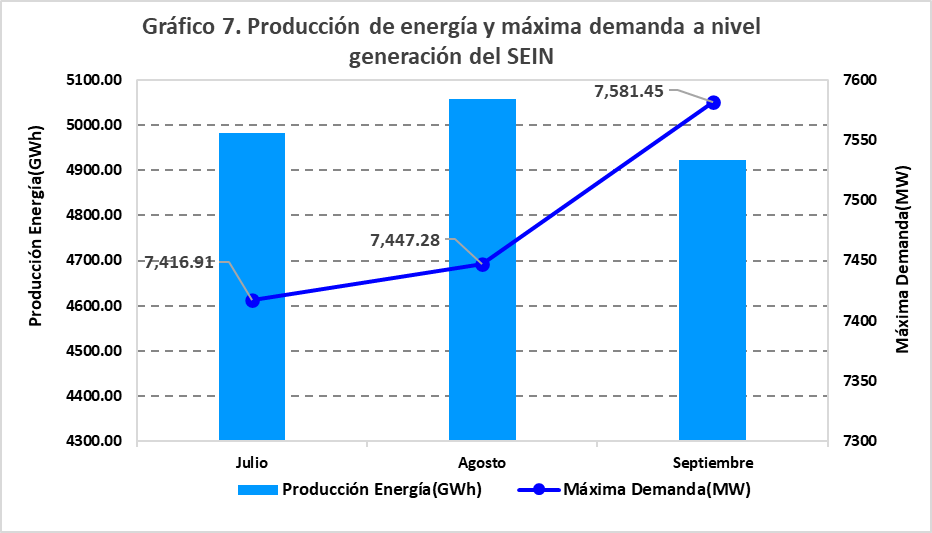 Gráfico 7. Producción de energía y máxima demanda a nivel
generación del SEIN
Producción Energía(GWh)
5100.00
5000.00
4900.00
4800.00
4700.00
4600.00
4500.00
4400.00
4300.00
7,416.91
7,447.28
7,581.45
7600
7550
7500
7450
7400
7350
7300
Máxima Demanda(MW)
Julio
Agosto
Septiembre
Producción Energía(GWh)
Máxima Demanda(MW)